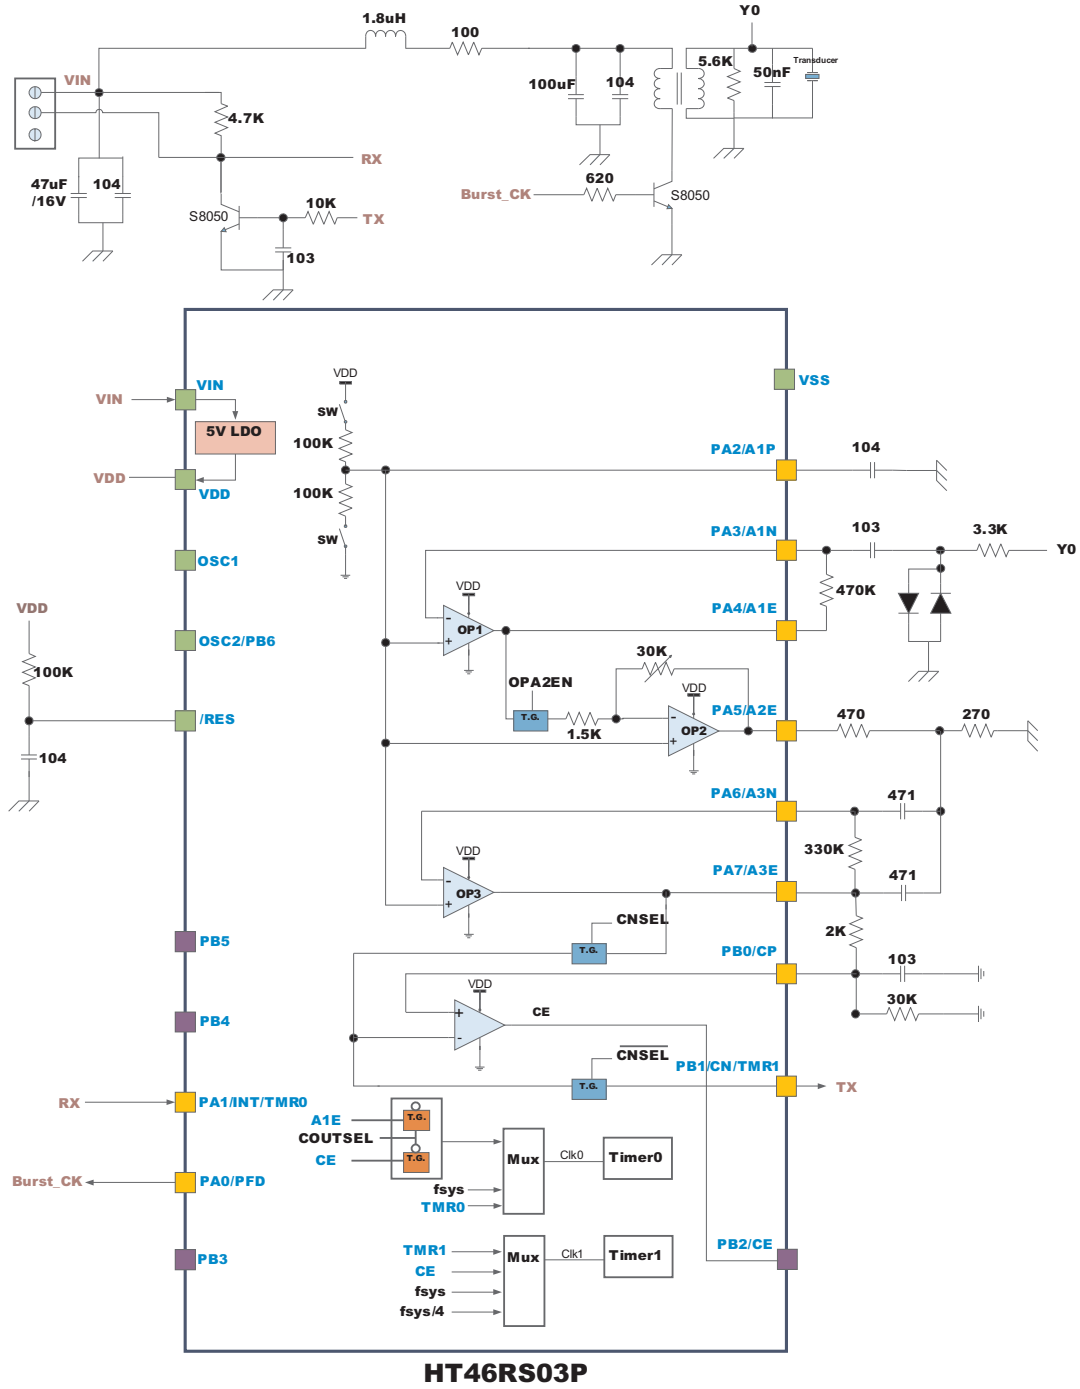 1.8uH
100
Y0
VIN
4.7K
100uF
104
5.6K
50nF
Transducer
RX
47uF
/16V
104
S8050
10K
TX
103
Burst_CK
620
S8050
VIN
VIN
5V LDO
VDD
VDD
OSC1
VDD
OSC2/PB6
100K
/RES
104
VDD
SW
100K
100K
SW
VSS
PA2/A1P
104
PA3/A1N
103
3.3K
Y0
470K
PA4/A1E
VDD
-
+
OP1
OPA2EN
T.G.
1.5K
30K
VDD
-
+
OP2
PA5/A2E
470
270
PA6/A3N
471
330K
PA7/A3E
471
VDD
-
+
OP3
CNSEL
T.G.
2K
PB0/CP
103
30K
VDD
+
-
CE
CNSEL
T.G.
PB1/CN/TMR1
TX
PB5
PB4
RX
PA1/INT/TMR0
Burst_CK
PA0/PFD
PB3
A1E
T.G.
COUTSEL
CE
T.G.
Mux
Clk0
Timer0
fsys
TMR0
TMR1
CE
fsys
fsys/4
Mux
Clk1
Timer1
PB2/CE
HT46RS03P